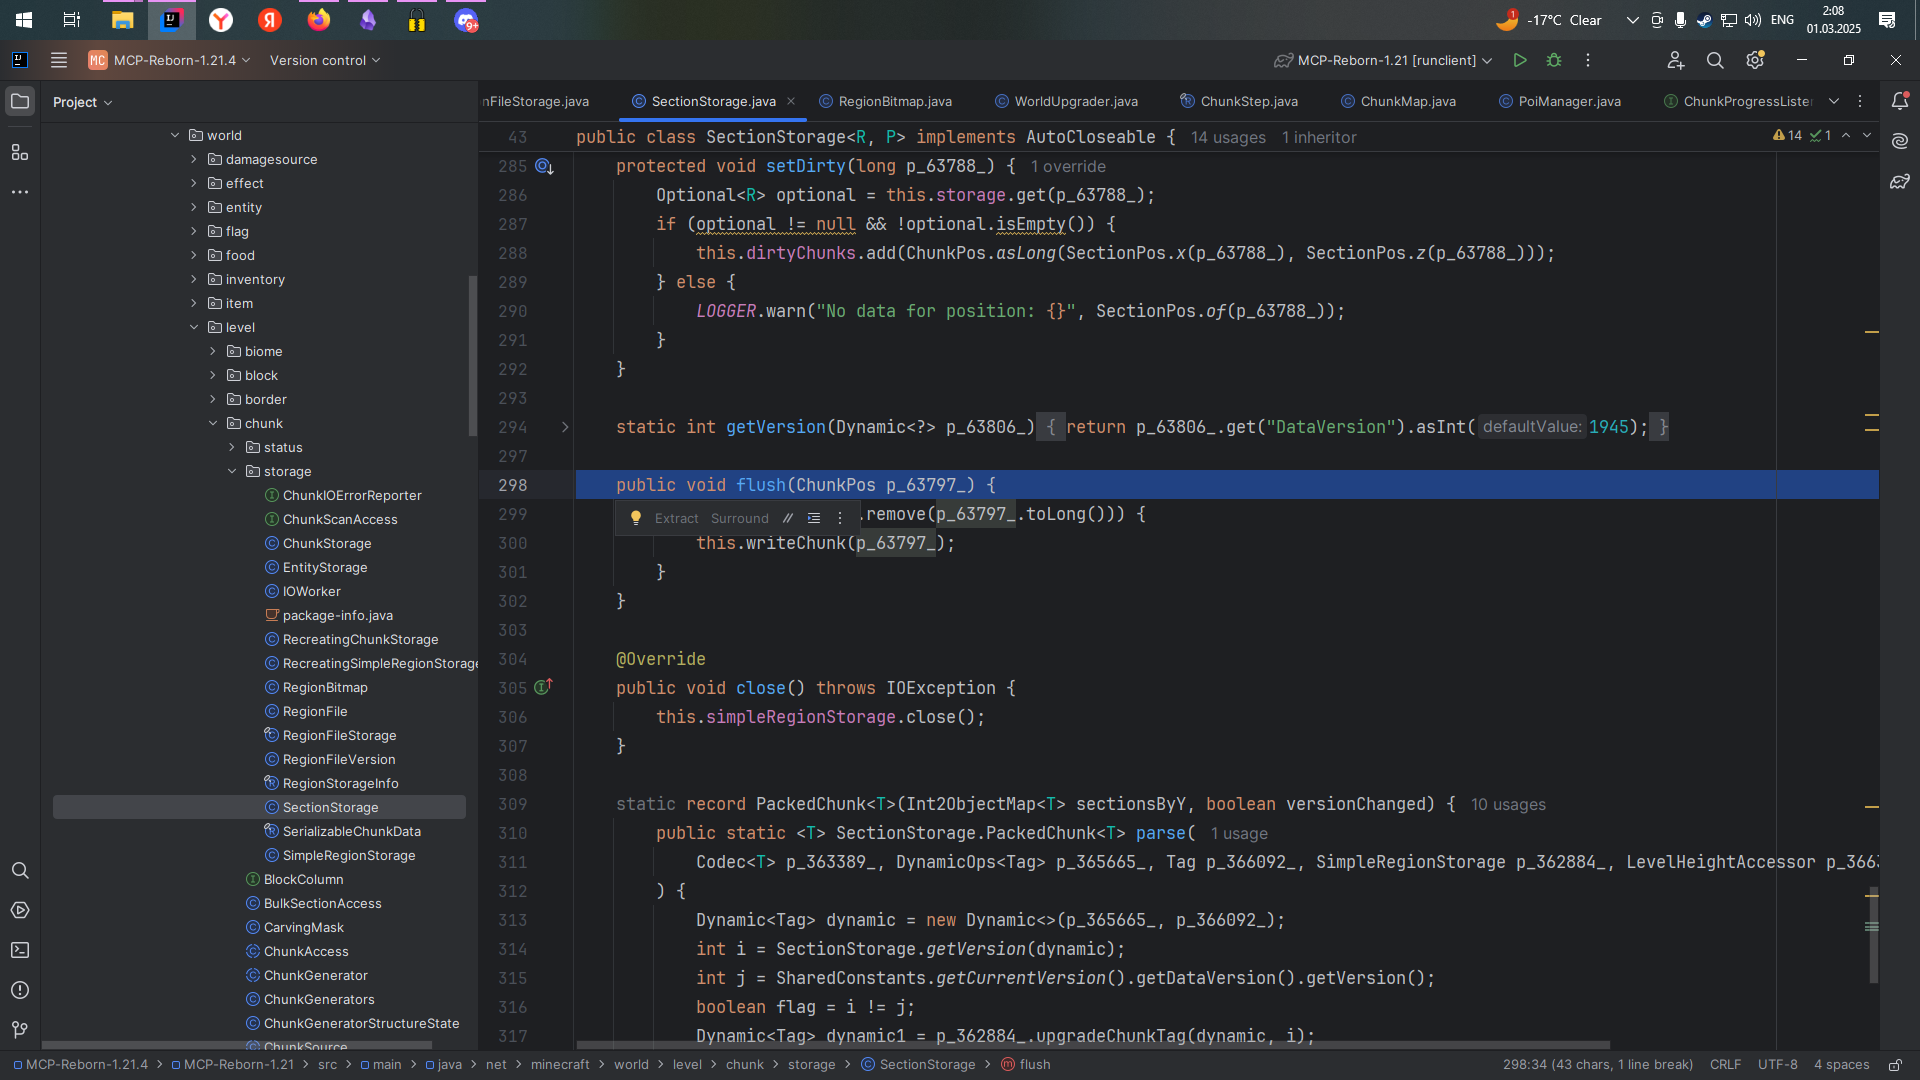 -17°C Clear
ENG
2:08
01.03.2025
9+
1
MC MCP-Reborn-1.21.4
Version control
MCP-Reborn-1.21 [runclient]
Project
nFileStorage.java
SectionStorage.java
RegionBitmap.java
WorldUpgrader.java
ChunkStep.java
ChunkMap.java
PoiManager.java
ChunkProgressLister
world
damagesource
effect
entity
flag
food
inventory
item
level
biome
block
border
chunk
status
storage
ChunkIOErrorReporter
ChunkScanAccess
ChunkStorage
EntityStorage
IOWorker
package-info.java
RecreatingChunkStorage
RecreatingSimpleRegionStorage
RegionBitmap
RegionFile
RegionFileStorage
RegionFileVersion
RegionStorageInfo
SectionStorage
SerializableChunkData
SimpleRegionStorage
BlockColumn
BulkSectionAccess
CarvingMask
ChunkAccess
ChunkGenerator
ChunkGenerators
ChunkGeneratorStructureState
ChunkSource
43 public class SectionStorage<R, P> implements AutoCloseable { 14 usages 1 inheritor
14 1
285 protected void setDirty(long p_63788_) { 1 override
286 Optional<R> optional = this.storage.get(p_63788_);
287 if (optional != null && !optional.isEmpty()) {
288 this.dirtyChunks.add(ChunkPos.asLong(SectionPos.x(p_63788_), SectionPos.z(p_63788_)));
289 } else {
290 LOGGER.warn("No data for position: {}", SectionPos.of(p_63788_));
291 }
292 }
293
294 static int getVersion(Dynamic<?> p_63806_) { return p_63806_.get("DataVersion").asInt( defaultValue: 1945); }
297
298 public void flush(ChunkPos p_63797_) {
299 .remove(p_63797_.toLong())) {
Extract Surround //
300 this.writeChunk(p_63797_);
301 }
302 }
303
304 @Override
305 public void close() throws IOException {
306 this.simpleRegionStorage.close();
307 }
308
309 static record PackedChunk<T>(Int2ObjectMap<T> sectionsByY, boolean versionChanged) { 10 usages
310 public static <T> SectionStorage.PackedChunk<T> parse( 1 usage
311 Codec<T> p_363389_, DynamicOps<Tag> p_365665_, Tag p_366092_, SimpleRegionStorage p_362884_, LevelHeightAccessor p_366
312 ) {
313 Dynamic<Tag> dynamic = new Dynamic<>(p_365665_, p_366092_);
314 int i = SectionStorage.getVersion(dynamic);
315 int j = SharedConstants.getCurrentVersion().getDataVersion().getVersion();
316 boolean flag = i != j;
317 Dynamic<Tag> dynamic1 = p_362884_.upgradeChunkTag(dynamic, i);
MCP-Reborn-1.21.4 > MCP-Reborn-1.21 > src > main > java > net > minecraft > world > level > chunk > storage > SectionStorage > flush
298:34 (43 chars, 1 line break) CRLF UTF-8 4 spaces